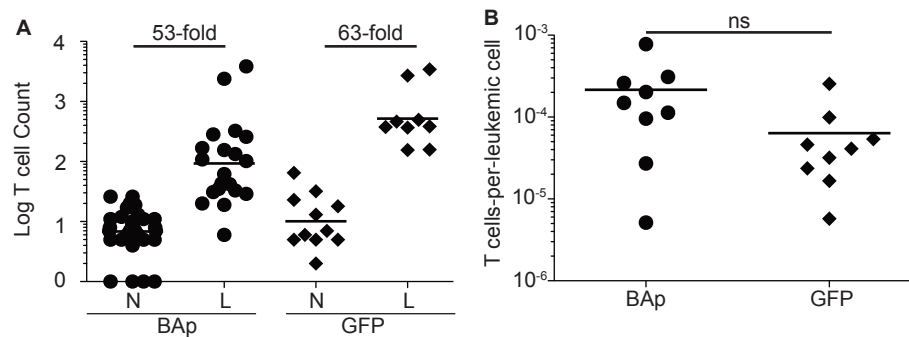 A
53-fold
63-fold
Log T cell Count
4
3
2
1
0
N
L
N
L
BAp
GFP
B
ns
T cells-per-leukemic cell
10-3
10-4
10-5
10-6
BAp
GFP